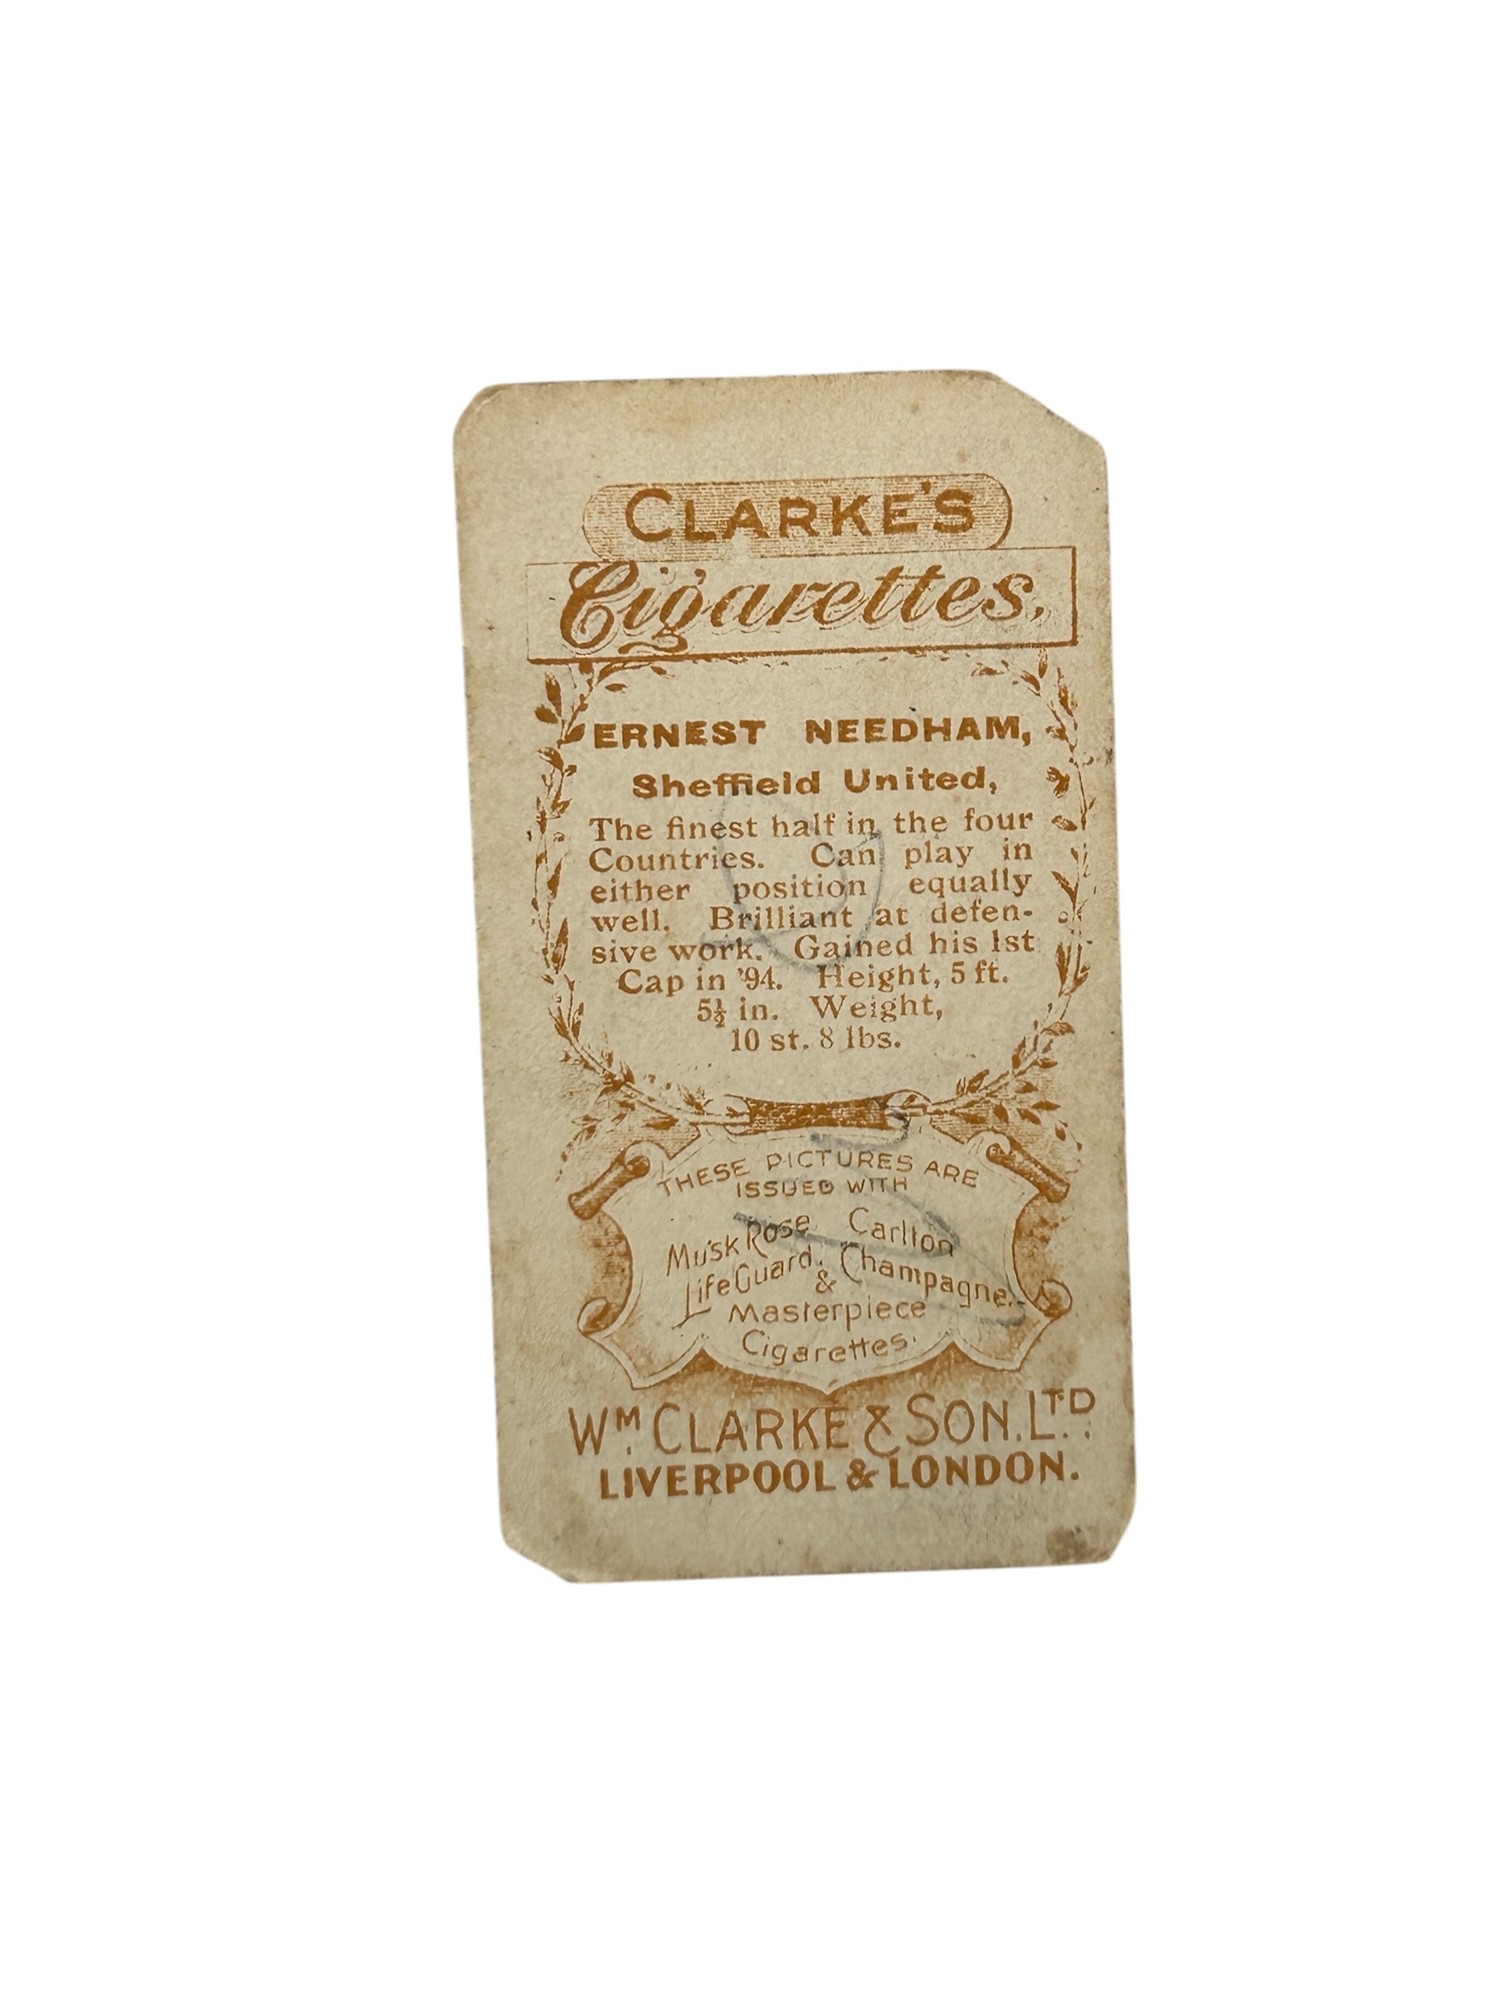 CLARKE'S
Cigarettes,
ERNEST NEEDHAM,
Sheffield United,
The finest half in the four
Countries. Can play in
either position equally
well. Brilliant at defen-
sive work. Gained his 1st
Cap in '94. Height, 5 ft.
5½ in. Weight,
10 st. 8 lbs.
THESE PICTURES ARE
ISSUED WITH
Musk Rose Carlton
Life Guard, Champagne,
&
Masterpiece
Cigarettes.
WM. CLARKE & SON. LTD.
LIVERPOOL & LONDON.